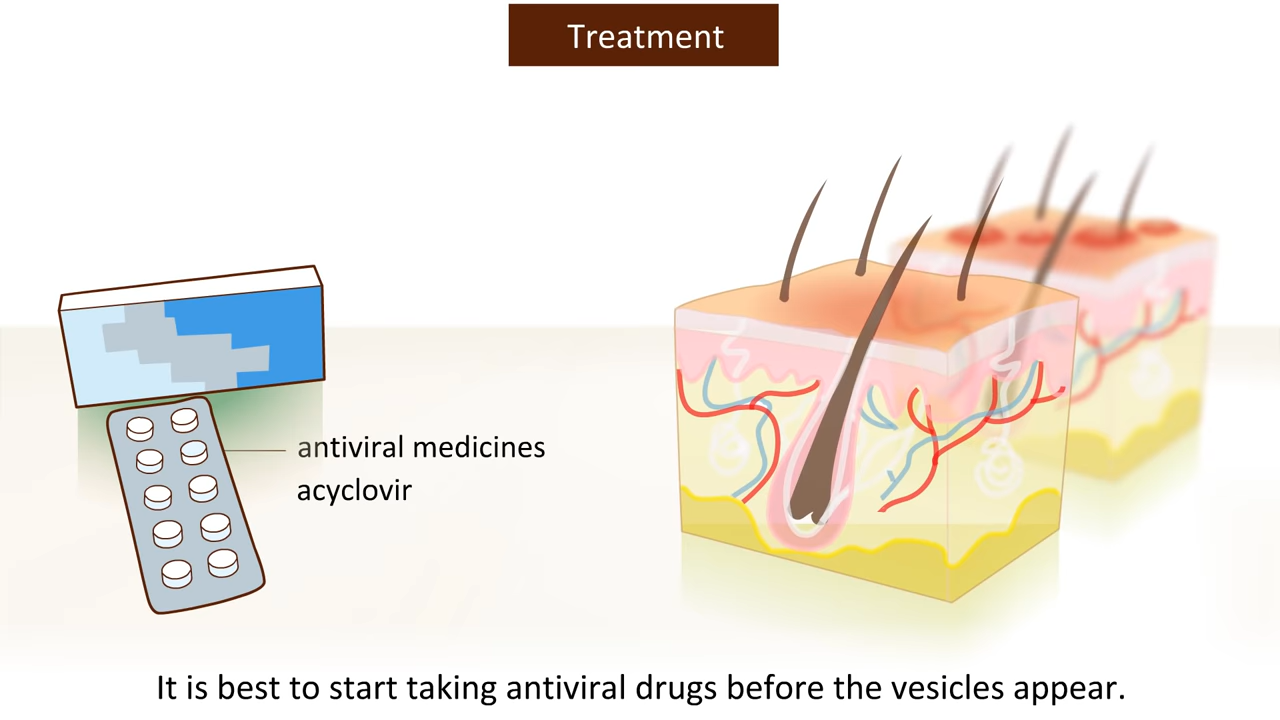 Treatment
antiviral medicines
acyclovir
It is best to start taking antiviral drugs before the vesicles appear.